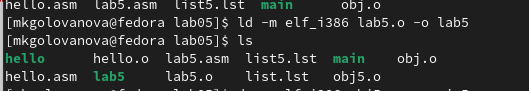 hello.asm lab5.asm list5.lst main obj.o
[mkgolovanova@fedora lab05]$ ld -m elf_i386 lab5.o -o lab5
[mkgolovanova@fedora lab05]$ ls
hello hello.o lab5.asm list5.lst main obj.o
hello.asm lab5 lab5.o list.lst obj5.o